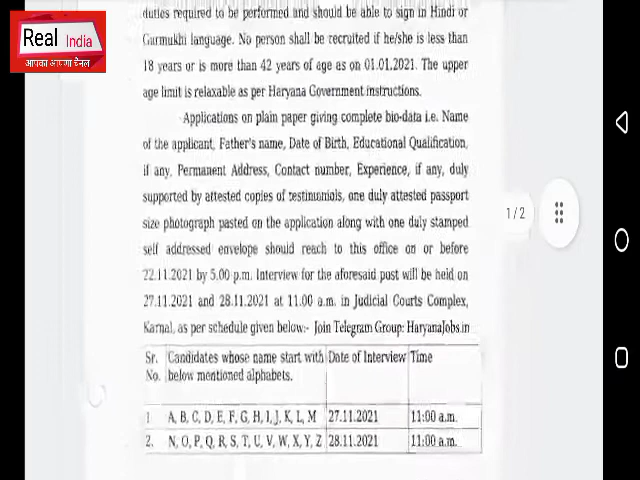 Real India
आपका अपना चैनल
duties required to be performed and should be able to sign in Hindi or
Gurmukhi language. No person shall be recruited if he/she is less than
18 years or is more than 42 years of age as on 01.01.2021. The upper
age limit is relaxable as per Haryana Government instructions.
Applications on plain paper giving complete bio-data i.e. Name
of the applicant, Father's name, Date of Birth, Educational Qualification,
if any, Permanent Address, Contact number, Experience, if any, duly
supported by attested copies of testimonials, one duly attested passport
size photograph pasted on the application along with one duly stamped
self addressed envelope should reach to this office on or before
22.11.2021 by 5.00 p.m. Interview for the aforesaid post will be held on
27.11.2021 and 28.11.2021 at 11.00 a.m. in Judicial Courts Complex,
Karnal, as per schedule given below:- Join Telegram Group: HaryanaJobs.in
1 / 2
Sr. Candidates whose name start with Date of Interview Time
No. below mentioned alphabets.
1 A, B, C, D, E, F, G, H, I, J, K, L, M 27.11.2021 11:00 a.m.
2. N, O, P, Q, R, S, T, U, V, W, X, Y, Z 28.11.2021 11:00 a.m.